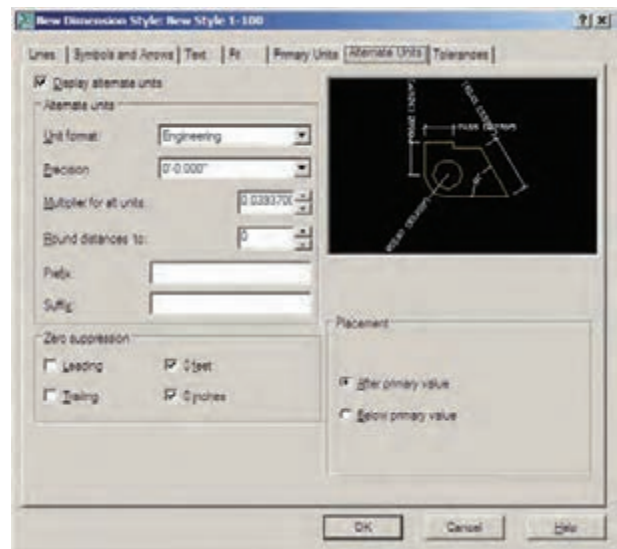 New Dimension Style: New Style 1-100
Lines Symbols and Arrows Text Fit Primary Units Alternate Units Tolerances
Display alternate units
Alternate units
Unit format: Engineering
Precision 0'-0.000"
Multiplier for alt units: 0.0393700
Round distances to: 0
Prefix:
Suffix:
Zero suppression
Leading 0 feet
Trailing 0 inches
Placement
After primary value
Below primary value
OK Cancel Help